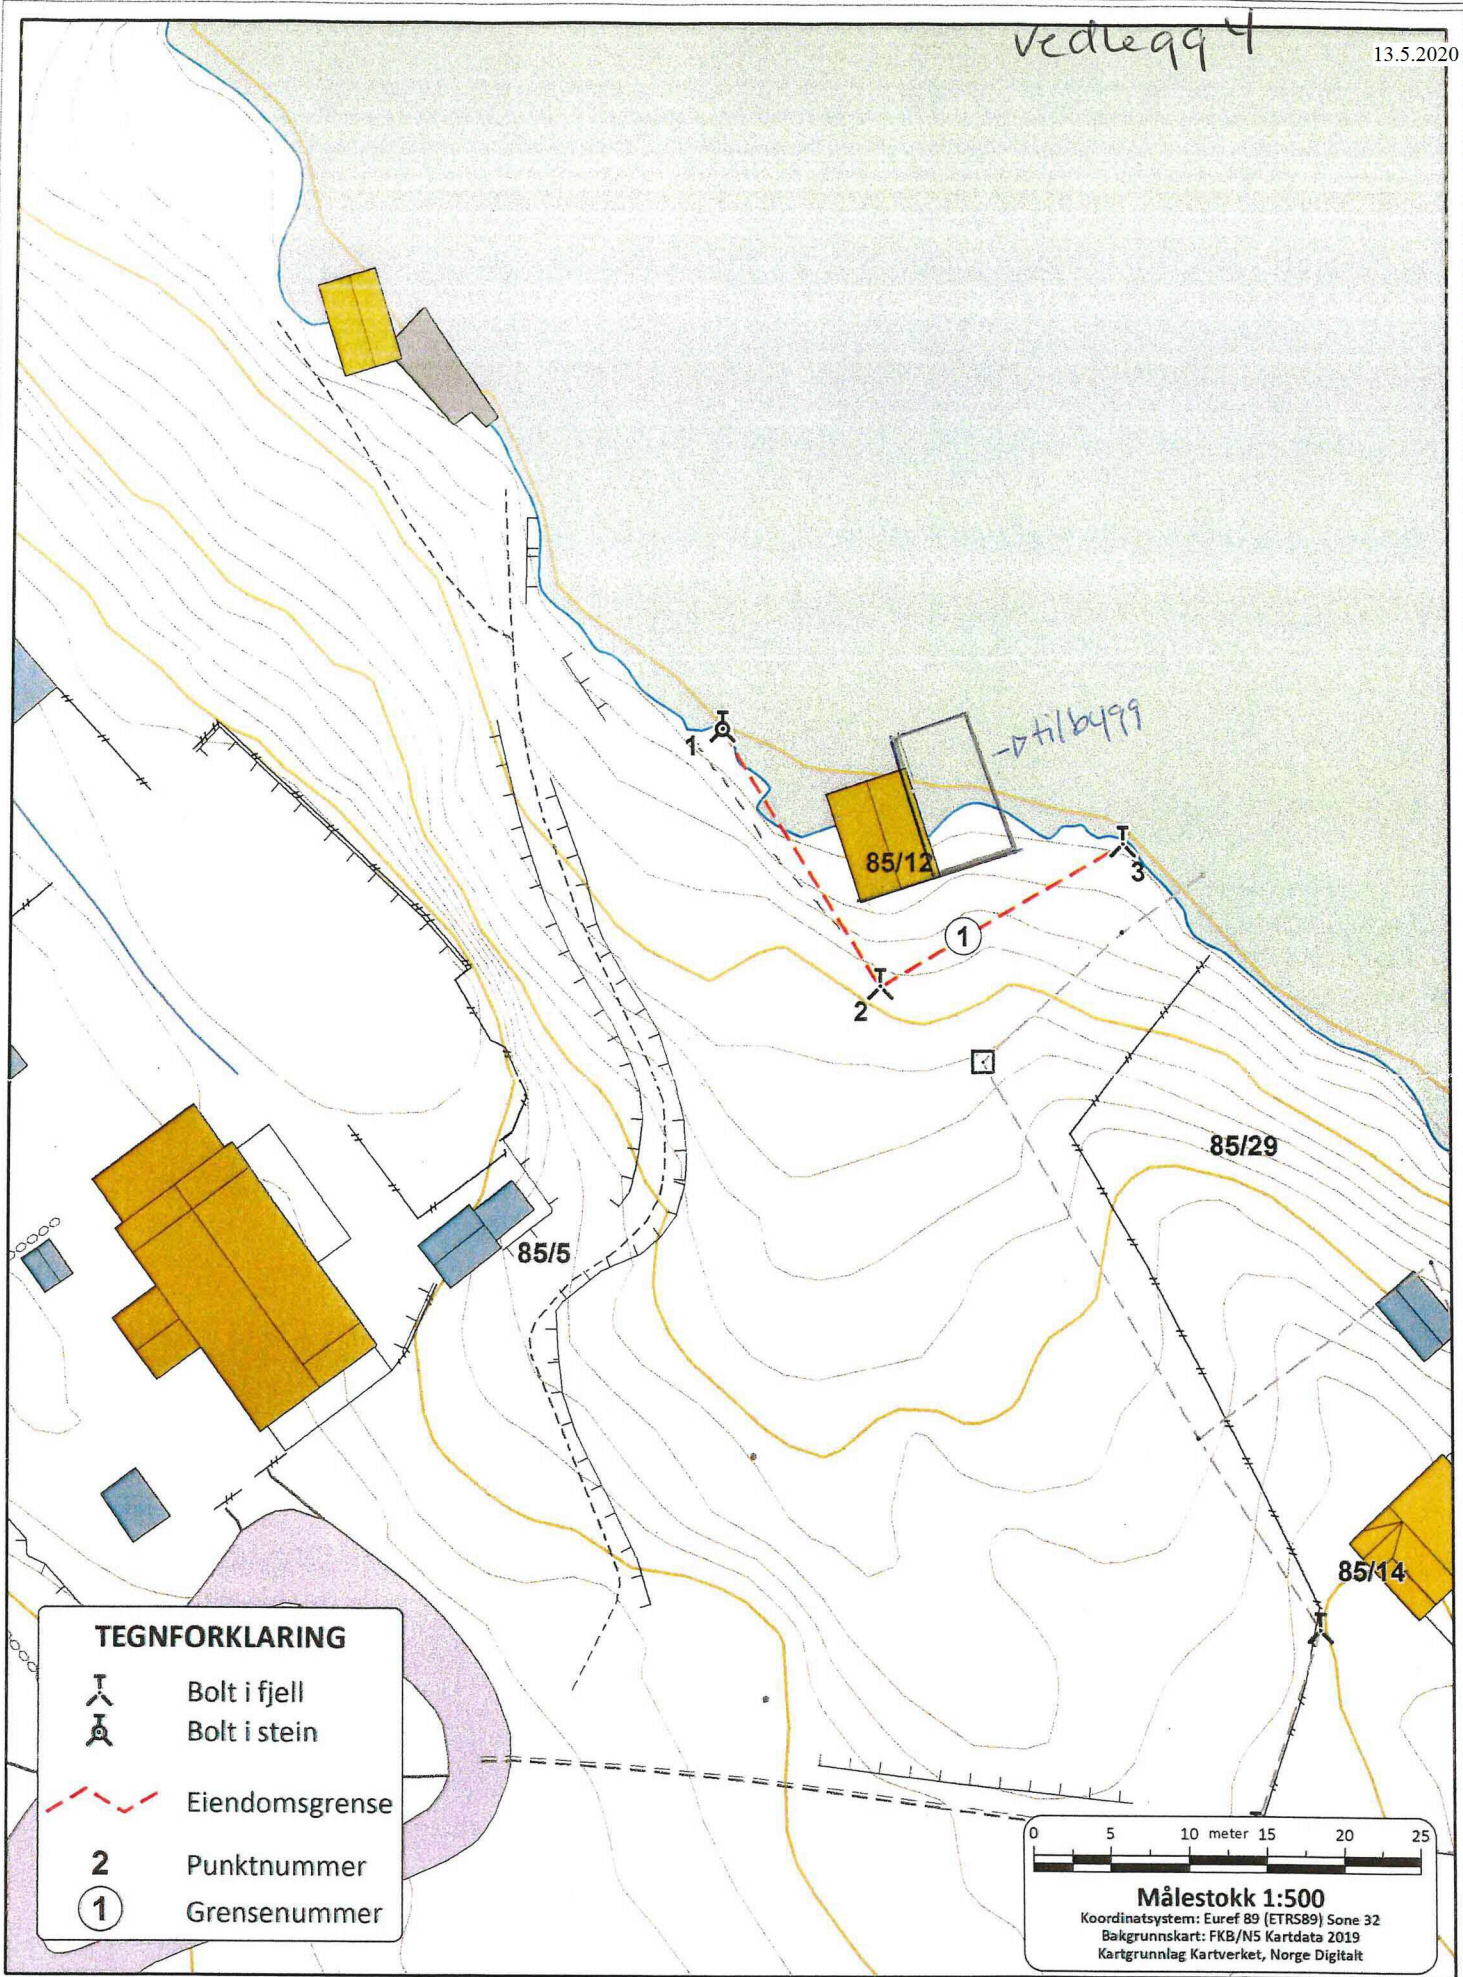 vedlegg 4
13.5.2020
1
→ tilbygg
85/12
3
1
2
85/29
85/5
85/14
TEGNFORKLARING
Bolt i fjell
Bolt i stein
Eiendomsgrense
2 Punktnummer
1 Grensenummer
0 5 10 meter 15 20 25
Målestokk 1:500
Koordinatsystem: Euref 89 (ETRS89) Sone 32
Bakgrunnskart: FKB/N5 Kartdata 2019
Kartgrunnlag Kartverket, Norge Digitalt